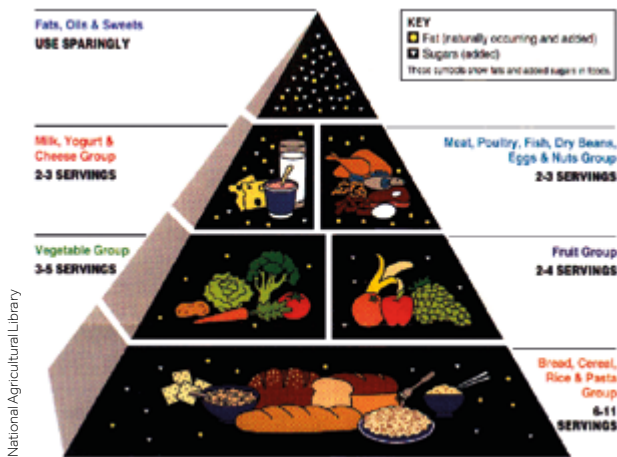 Fats, Oils & Sweets
USE SPARINGLY
KEY
Fat (naturally occurring and added)
Sugars (added)
These symbols show fats and added sugars in foods.
Milk, Yogurt &
Cheese Group
2-3 SERVINGS
Meat, Poultry, Fish, Dry Beans,
Eggs & Nuts Group
2-3 SERVINGS
Vegetable Group
3-5 SERVINGS
Fruit Group
2-4 SERVINGS
Bread, Cereal,
Rice & Pasta
Group
6-11
SERVINGS
National Agricultural Library